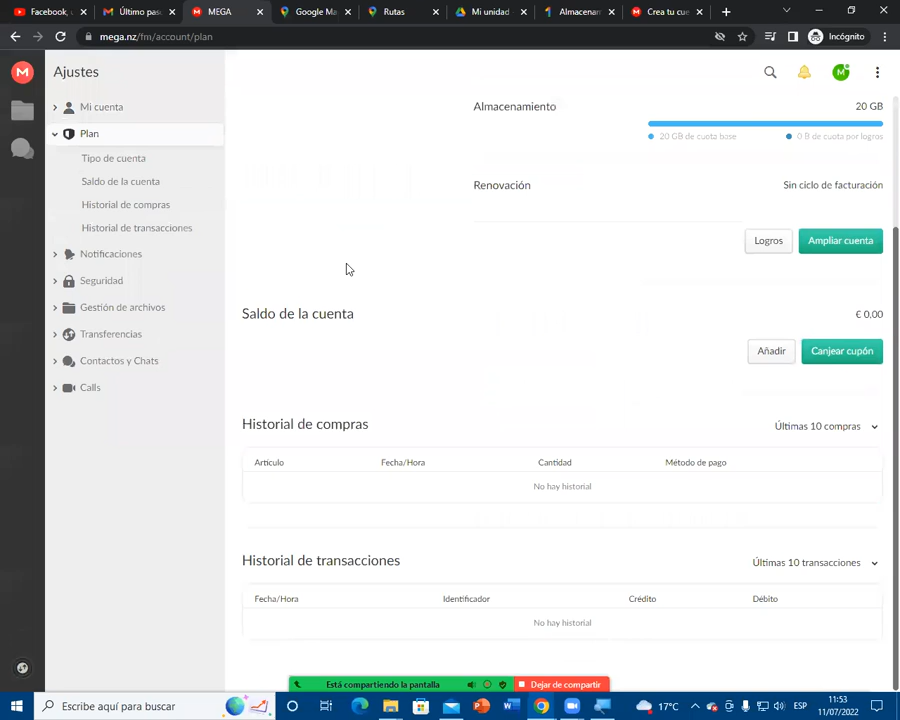 Facebook, u
Último paso
MEGA
Google Ma
Rutas
Mi unidad
Almacenam
Crea tu cue
mega.nz/fm/account/plan
Incógnito
M
Ajustes
M
Mi cuenta
Plan
Tipo de cuenta
Saldo de la cuenta
Historial de compras
Historial de transacciones
Notificaciones
Seguridad
Gestión de archivos
Transferencias
Contactos y Chats
Calls
Almacenamiento
20 GB
20 GB de cuota base
0 B de cuota por logros
Renovación
Sin ciclo de facturación
Logros
Ampliar cuenta
Saldo de la cuenta
€ 0,00
Añadir
Canjear cupón
Historial de compras
Últimas 10 compras
Artículo
Fecha/Hora
Cantidad
Método de pago
No hay historial
Historial de transacciones
Últimas 10 transacciones
Fecha/Hora
Identificador
Crédito
Débito
No hay historial
Está compartiendo la pantalla
Dejar de compartir
Escribe aquí para buscar
17°C
ESP
11:53
11/07/2022